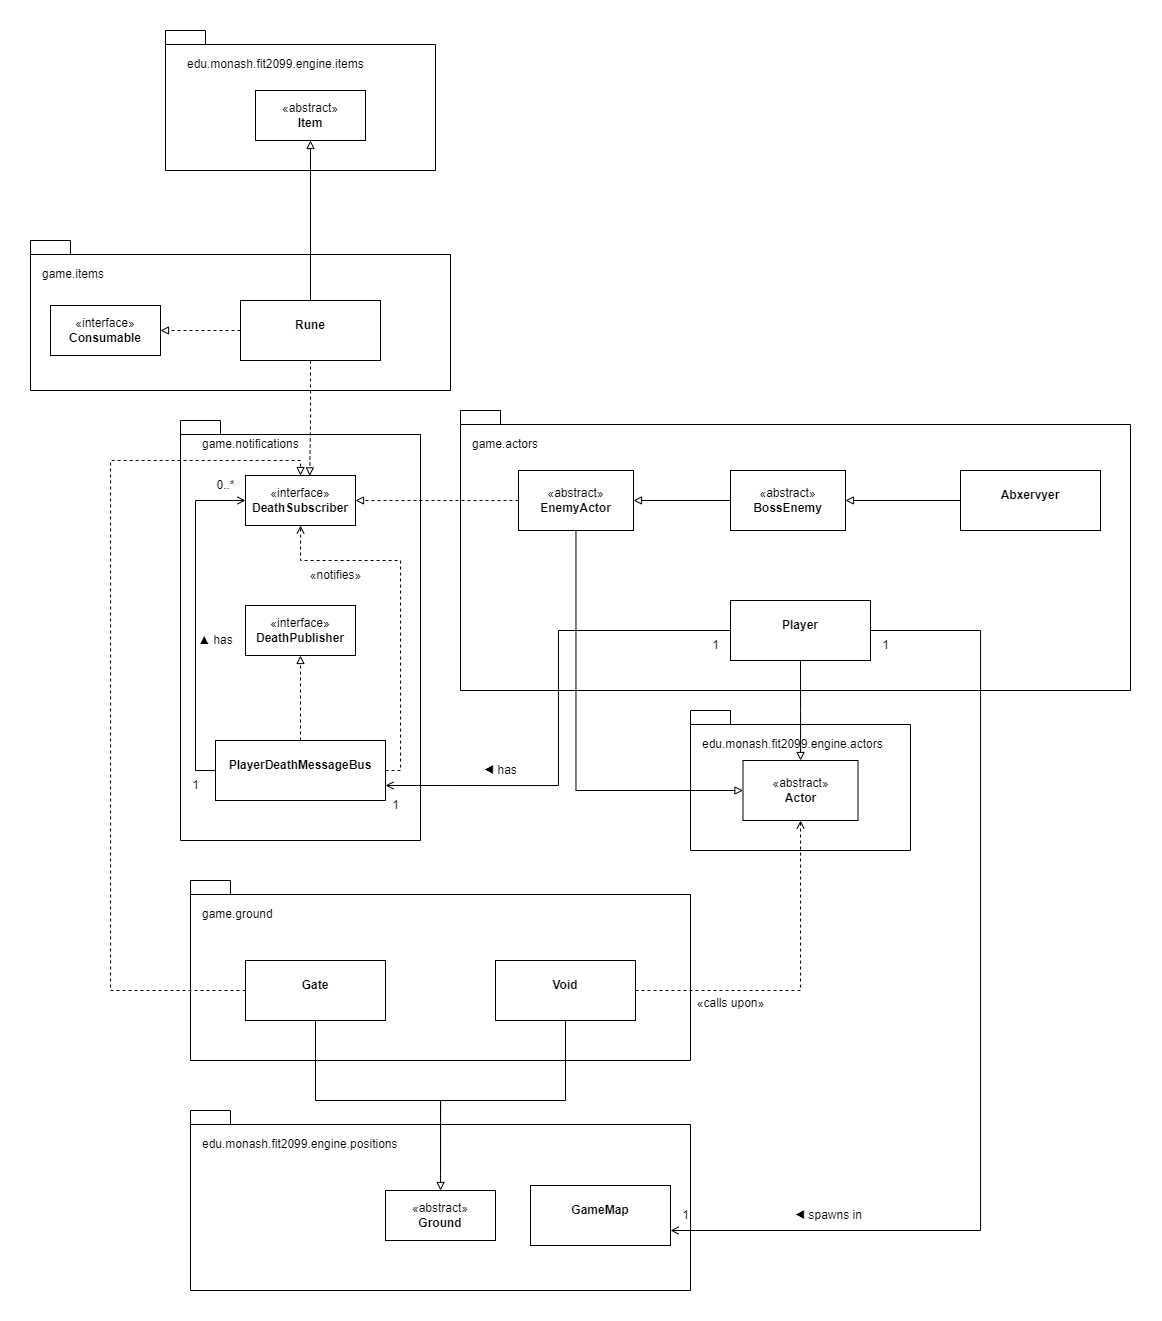 edu.monash.fit2099.engine.items
«abstract»
Item
game.items
«interface»
Consumable
Rune
game.notifications
game.actors
0..*
«interface»
DeathSubscriber
«abstract»
EnemyActor
«abstract»
BossEnemy
Abxervyer
«notifies»
«interface»
DeathPublisher
▲ has
Player
1
1
edu.monash.fit2099.engine.actors
PlayerDeathMessageBus
◀ has
1
1
«abstract»
Actor
game.ground
Gate
Void
«calls upon»
edu.monash.fit2099.engine.positions
«abstract»
Ground
GameMap
1
◀ spawns in